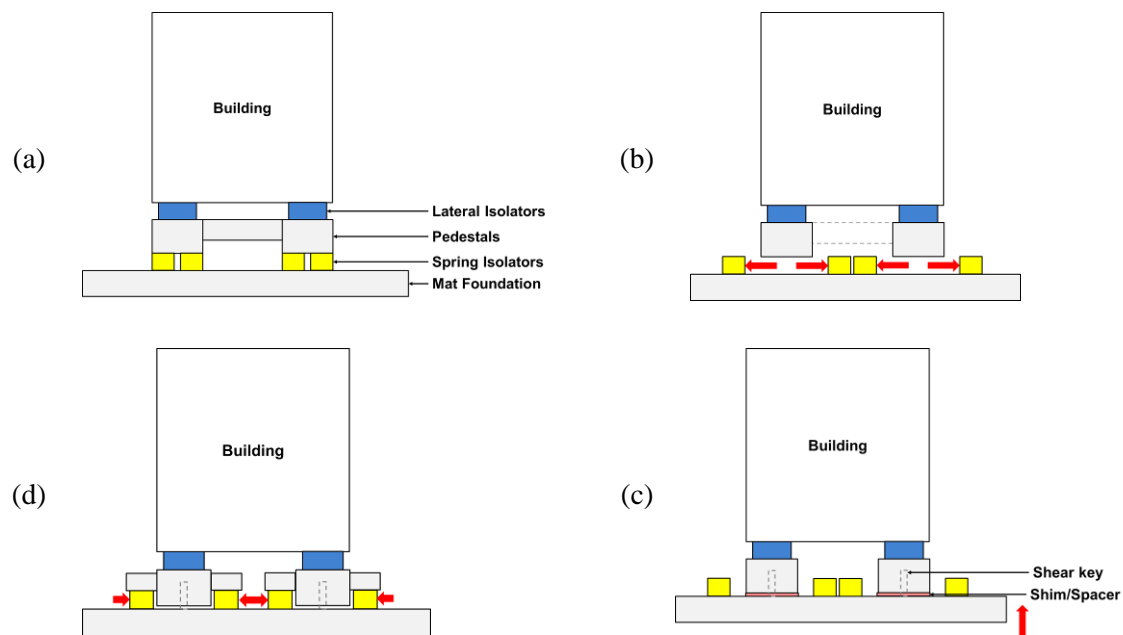 (a)
Building
Lateral Isolators
Pedestals
Spring Isolators
Mat Foundation
(b)
Building
(d)
Building
(c)
Building
Shear key
Shim/Spacer